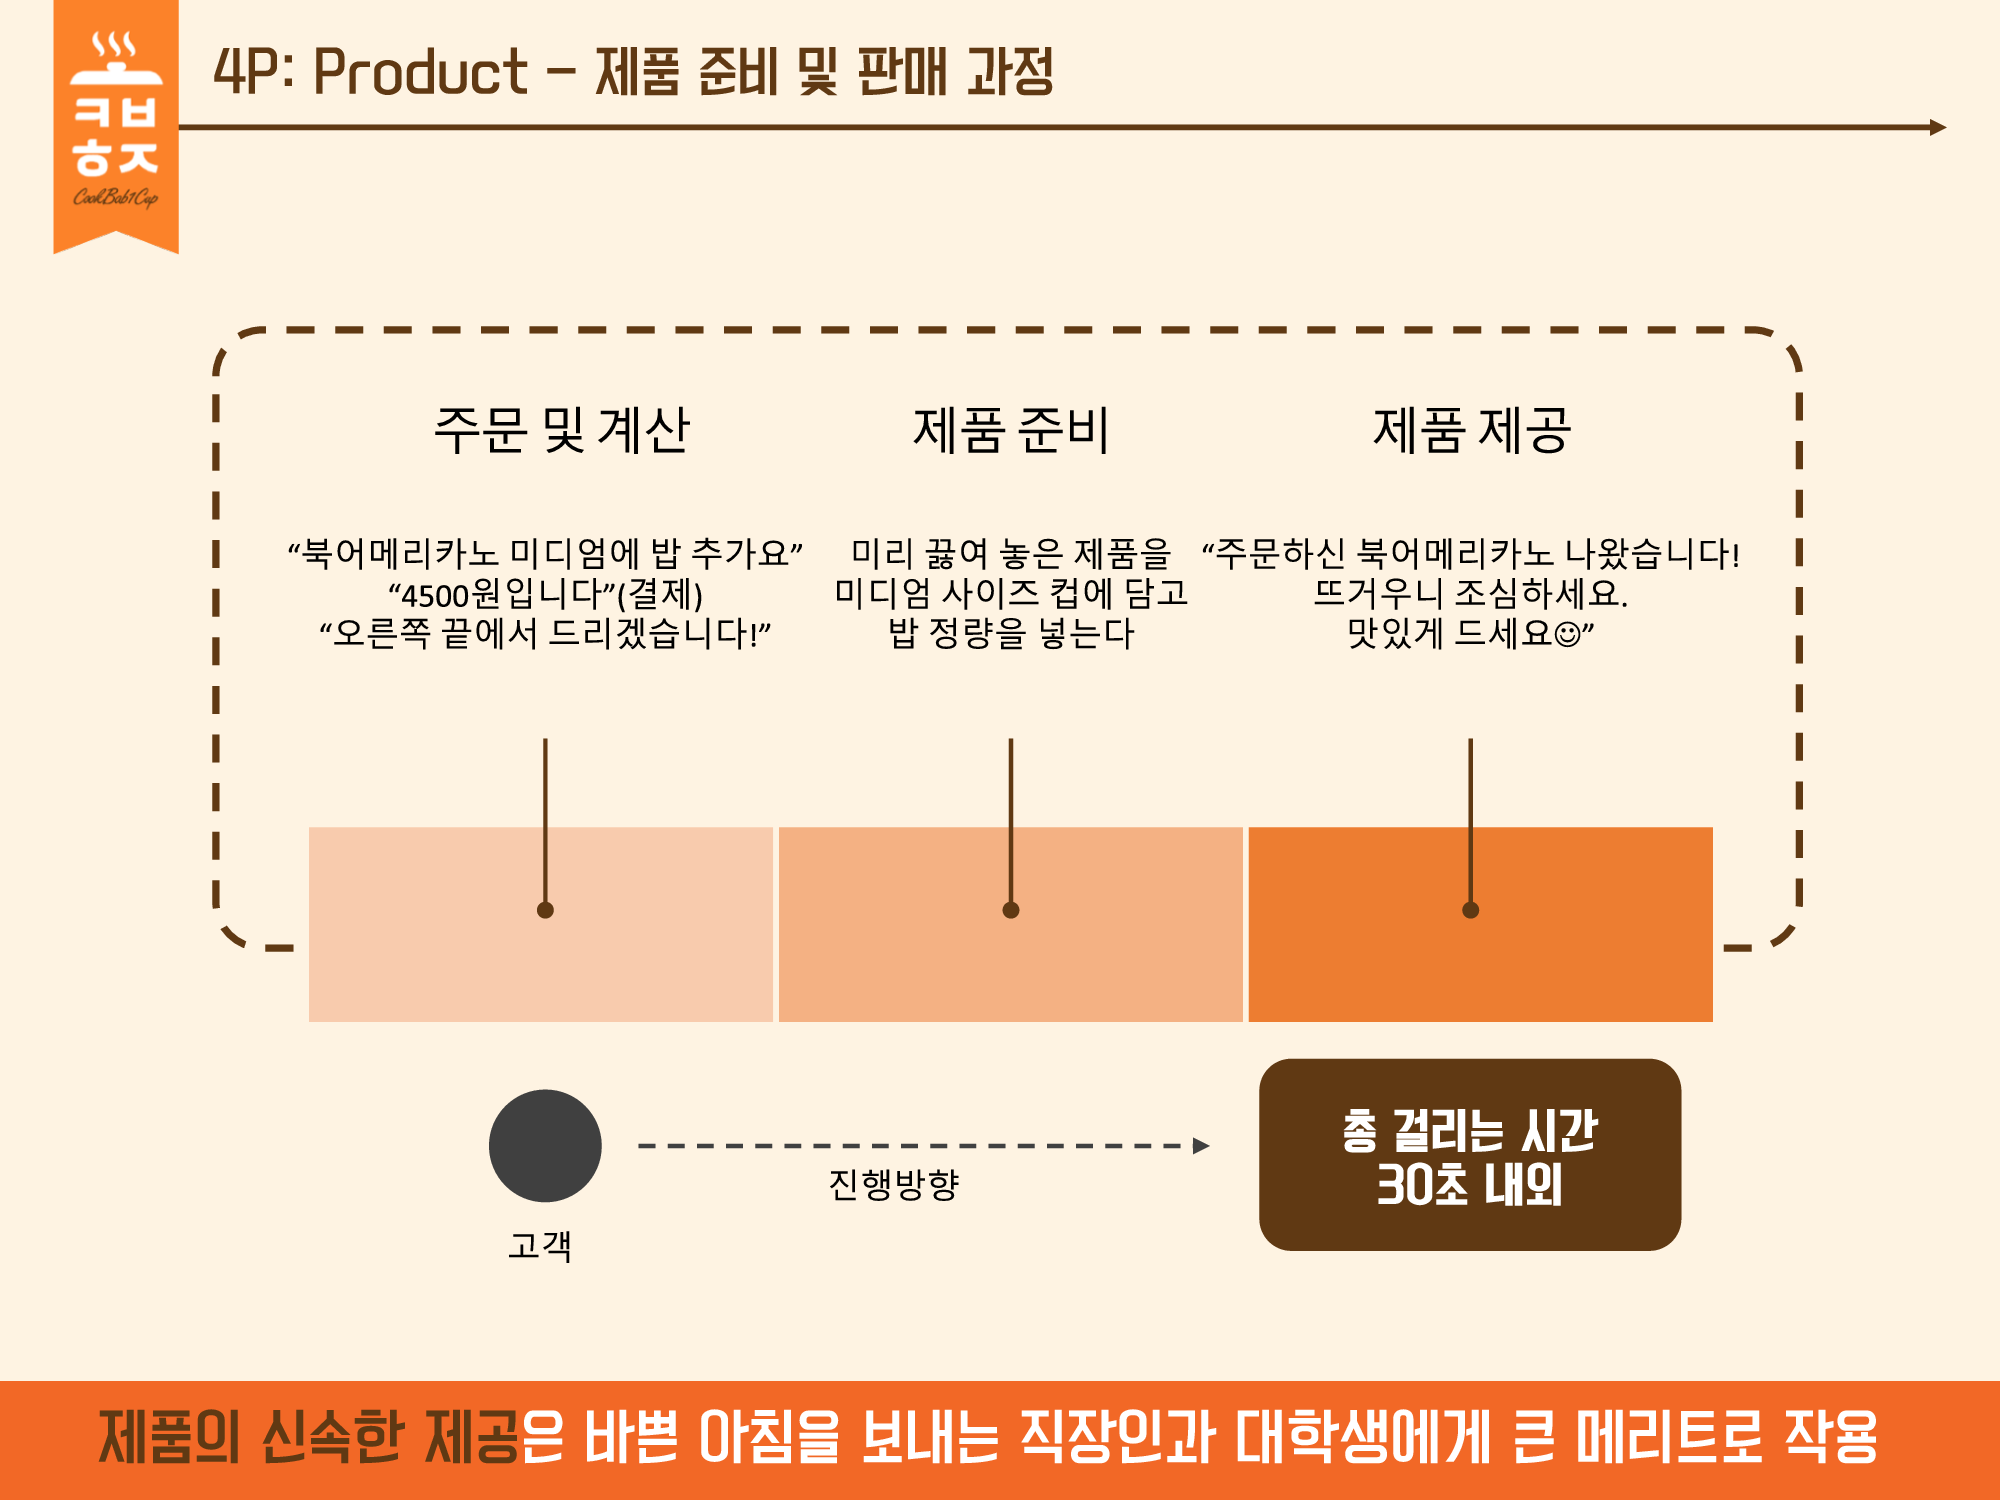 4P: Product – 제품 준비 및 판매 과정
ㅋㅂ
ㅎㅈ
CookBab1Cup
주문 및 계산
“북어메리카노 미디엄에 밥 추가요”
“4500원입니다”(결제)
“오른쪽 끝에서 드리겠습니다!”
제품 준비
미리 끓여 놓은 제품을
미디엄 사이즈 컵에 담고
밥 정량을 넣는다
제품 제공
“주문하신 북어메리카노 나왔습니다!
뜨거우니 조심하세요.
맛있게 드세요☺”
고객
진행방향
총 걸리는 시간
30초 내외
제품의 신속한 제공은 바쁜 아침을 보내는 직장인과 대학생에게 큰 메리트로 작용